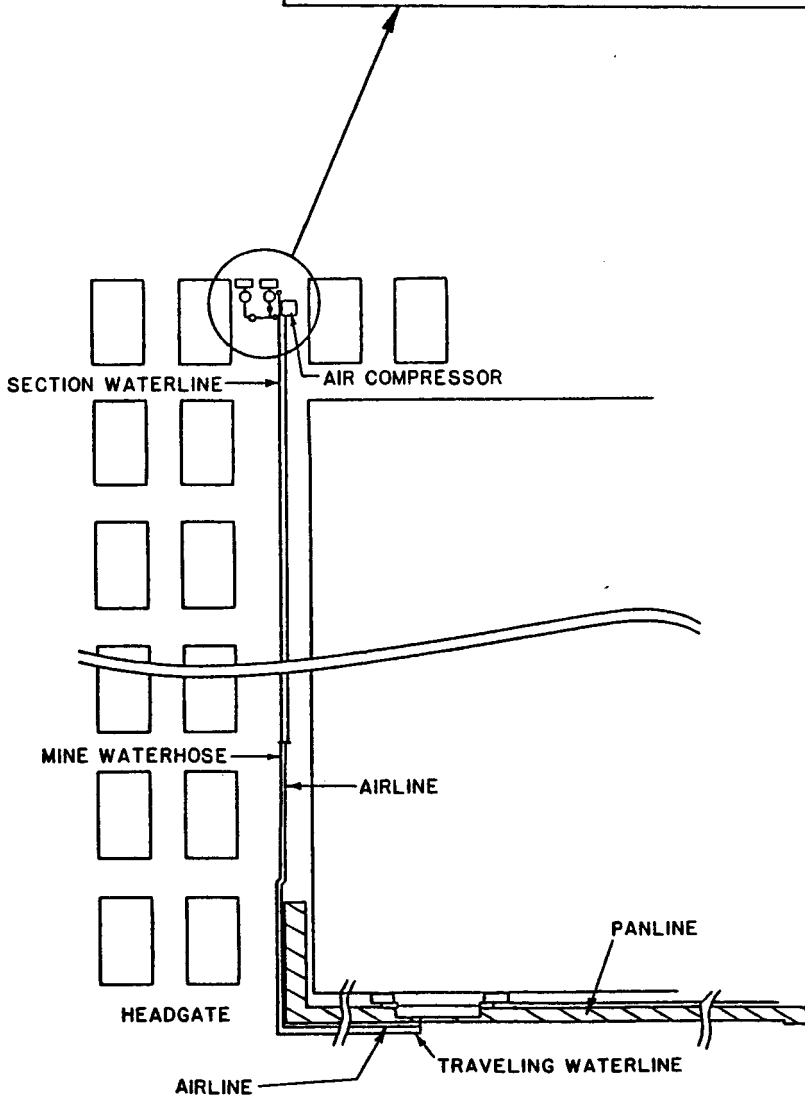 SECTION WATERLINE
AIR COMPRESSOR
MINE WATERHOSE
AIRLINE
PANLINE
HEADGATE
TRAVELING WATERLINE
AIRLINE